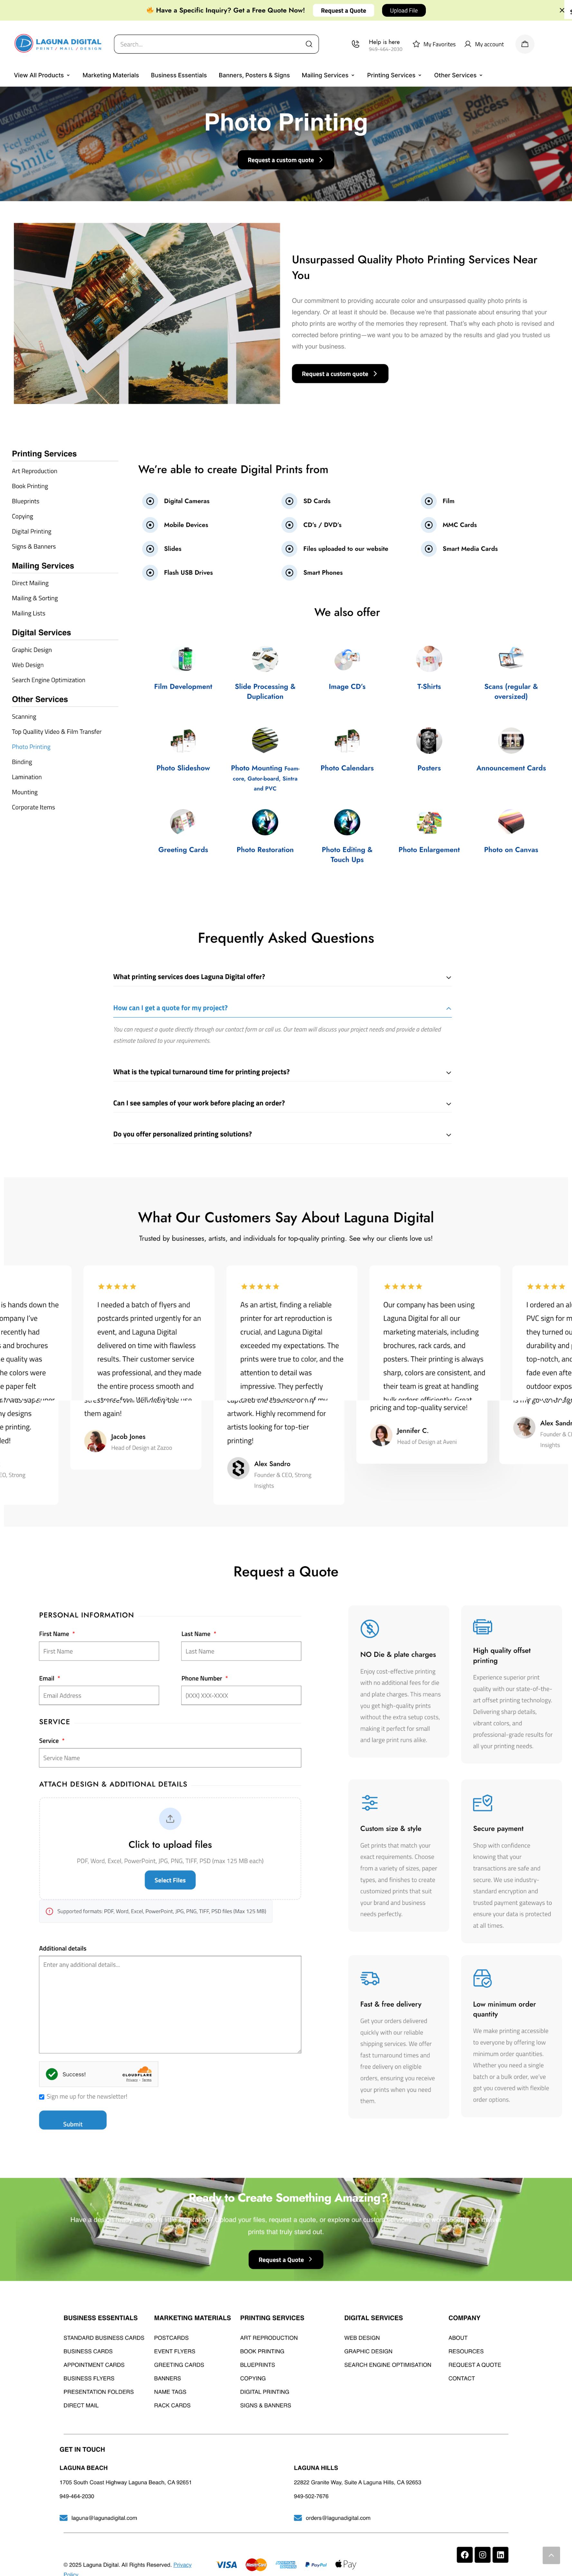 🔥 Have a Specific Inquiry? Get a Free Quote Now! Request a Quote Upload File
LAGUNA DIGITAL
PRINT / MAIL / DESIGN
Search...
Help is here
949-464-2030
My Favorites
My account
View All Products Marketing Materials Business Essentials Banners, Posters & Signs Mailing Services Printing Services Other Services
Photo Printing
Request a custom quote
Unsurpassed Quality Photo Printing Services Near
You
Our commitment to providing accurate color and unsurpassed quality photo prints is
legendary. Or at least it should be. Because we're that passionate about ensuring that your
photo prints are worthy of the memories they represent. That's why each photo is revised and
corrected before printing—we want you to be amazed by the results and glad you trusted us
with your business.
Request a custom quote
Printing Services
Art Reproduction
Book Printing
Blueprints
Copying
Digital Printing
Signs & Banners
Mailing Services
Direct Mailing
Mailing & Sorting
Mailing Lists
Digital Services
Graphic Design
Web Design
Search Engine Optimization
Other Services
Scanning
Top Quallity Video & Film Transfer
Photo Printing
Binding
Lamination
Mounting
Corporate Items
We're able to create Digital Prints from
Digital Cameras
SD Cards
Film
Mobile Devices
CD's / DVD's
MMC Cards
Slides
Files uploaded to our website
Smart Media Cards
Flash USB Drives
Smart Phones
We also offer
Film Development
Slide Processing &
Duplication
Image CD's
T-Shirts
Scans (regular &
oversized)
Photo Slideshow
Photo Mounting Foam-
core, Gator-board, Sintra
and PVC
Photo Calendars
Posters
Announcement Cards
Greeting Cards
Photo Restoration
Photo Editing &
Touch Ups
Photo Enlargement
Photo on Canvas
Frequently Asked Questions
What printing services does Laguna Digital offer?
How can I get a quote for my project?
You can request a quote directly through our contact form or call us. Our team will discuss your project needs and provide a detailed
estimate tailored to your requirements.
What is the typical turnaround time for printing projects?
Can I see samples of your work before placing an order?
Do you offer personalized printing solutions?
What Our Customers Say About Laguna Digital
Trusted by businesses, artists, and individuals for top-quality printing. See why our clients love us!
is hands down the
mpany I've
recently had
s and brochures
e quality was
he colors were
e paper felt
ny designs
e printing.
ded!
EO, Strong
I needed a batch of flyers and
postcards printed urgently for an
event, and Laguna Digital
delivered on time with flawless
results. Their customer service
was professional, and they made
the entire process smooth and
them again!
Jacob Jones
Head of Design at Zazoo
As an artist, finding a reliable
printer for art reproduction is
crucial, and Laguna Digital
exceeded my expectations. The
prints were true to color, and the
attention to detail was
impressive. They perfectly
captured the essence of my
artwork. Highly recommend for
artists looking for top-tier
printing!
Alex Sandro
Founder & CEO, Strong
Insights
Our company has been using
Laguna Digital for all our
marketing materials, including
brochures, rack cards, and
posters. Their printing is always
sharp, colors are consistent, and
their team is great at handling
bulk orders efficiently. Great
pricing and top-quality service!
Jennifer C.
Head of Design at Aveni
I ordered an al
PVC sign for m
they turned ou
durability an
top-notch, and
fade even afte
outdoor expos
Alex Sandr
Founder & C
Insights
Request a Quote
PERSONAL INFORMATION
First Name *
Last Name *
First Name
Last Name
Email *
Phone Number *
Email Address
(XXX) XXX-XXXX
SERVICE
Service *
Service Name
ATTACH DESIGN & ADDITIONAL DETAILS
Click to upload files
PDF, Word, Excel, PowerPoint, JPG, PNG, TIFF, PSD (max 125 MB each)
Select Files
Supported formats: PDF, Word, Excel, PowerPoint, JPG, PNG, TIFF, PSD files (Max 125 MB)
Additional details
Enter any additional details...
Success!
CLOUDFLARE
Privacy • Terms
Sign me up for the newsletter!
Submit
NO Die & plate charges
Enjoy cost-effective printing
with no additional fees for die
and plate charges. This means
you get high-quality prints
without the extra setup costs,
making it perfect for small
and large print runs alike.
High quality offset
printing
Experience superior print
quality with our state-of-the-
art offset printing technology.
Delivering sharp details,
vibrant colors, and
professional-grade results for
all your printing needs.
Custom size & style
Get prints that match your
exact requirements. Choose
from a variety of sizes, paper
types, and finishes to create
customized prints that suit
your brand and business
needs perfectly.
Secure payment
Shop with confidence
knowing that your
transactions are safe and
secure. We use industry-
standard encryption and
trusted payment gateways to
ensure your data is protected
at all times.
Fast & free delivery
Get your orders delivered
quickly with our reliable
shipping services. We offer
fast turnaround times and
free delivery on eligible
orders, ensuring you receive
your prints when you need
them.
Low minimum order
quantity
We make printing accessible
to everyone by offering low
minimum order quantities.
Whether you need a single
batch or a bulk order, we've
got you covered with flexible
order options.
Ready to Create Something Amazing?
prints that truly stand out.
Request a Quote
BUSINESS ESSENTIALS
STANDARD BUSINESS CARDS
BUSINESS CARDS
APPOINTMENT CARDS
BUSINESS FLYERS
PRESENTATION FOLDERS
DIRECT MAIL
MARKETING MATERIALS
POSTCARDS
EVENT FLYERS
GREETING CARDS
BANNERS
NAME TAGS
RACK CARDS
PRINTING SERVICES
ART REPRODUCTION
BOOK PRINTING
BLUEPRINTS
COPYING
DIGITAL PRINTING
SIGNS & BANNERS
DIGITAL SERVICES
WEB DESIGN
GRAPHIC DESIGN
SEARCH ENGINE OPTIMISATION
COMPANY
ABOUT
RESOURCES
REQUEST A QUOTE
CONTACT
GET IN TOUCH
LAGUNA BEACH
1705 South Coast Highway Laguna Beach, CA 92651
949-464-2030
laguna@lagunadigital.com
LAGUNA HILLS
22822 Granite Way, Suite A Laguna Hills, CA 92653
949-502-7676
orders@lagunadigital.com
© 2025 Laguna Digital. All Rights Reserved. Privacy
Policy
VISA
MasterCard
PayPal
Pay